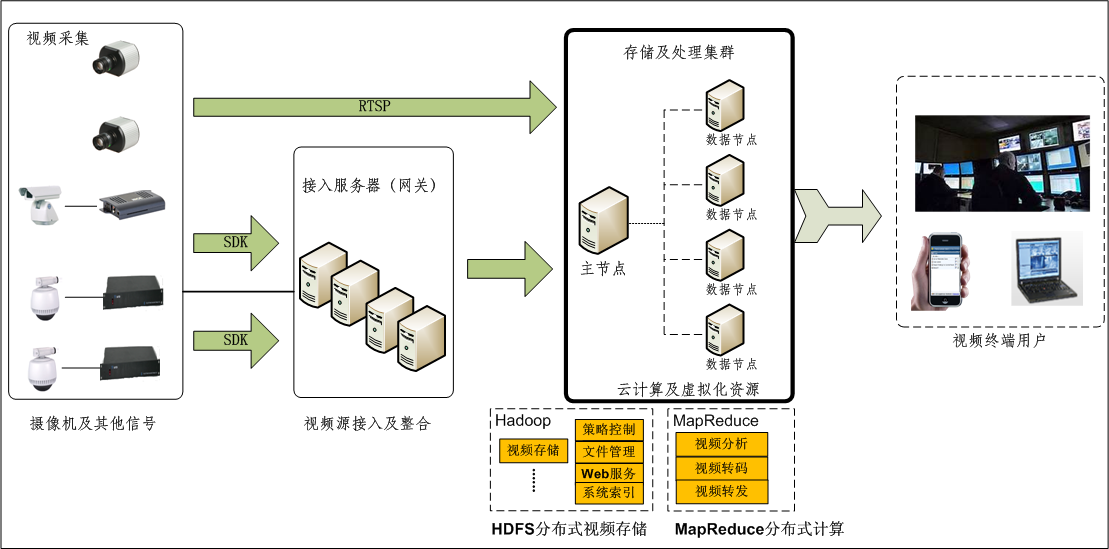 视频采集
RTSP
SDK
SDK
摄像机及其他信号
接入服务器（网关）
视频源接入及整合
存储及处理集群
主节点
数据节点
数据节点
数据节点
数据节点
云计算及虚拟化资源
视频终端用户
Hadoop
视频存储
策略控制
文件管理
Web服务
系统索引
HDFS分布式视频存储
MapReduce
视频分析
视频转码
视频转发
MapReduce分布式计算